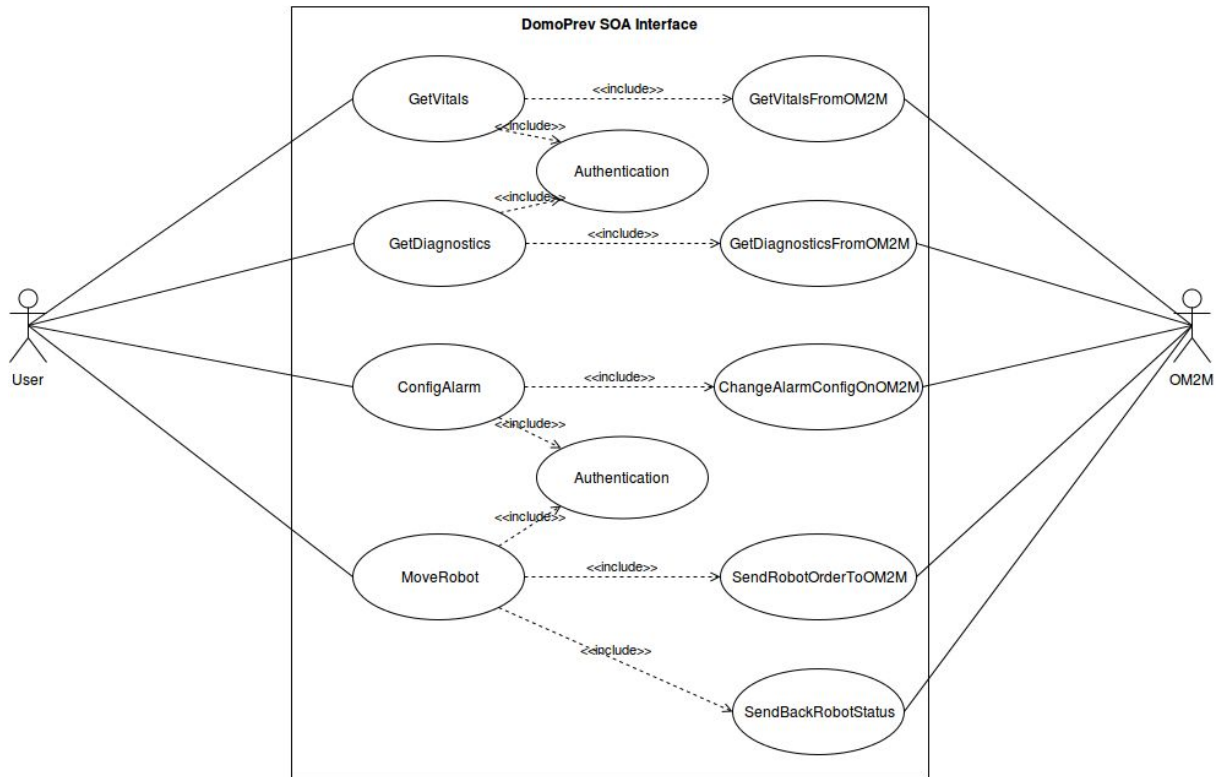 DomoPrev SOA Interface
GetVitals
<<include>>
GetVitalsFromOM2M
<<include>>
Authentication
<<include>>
GetDiagnostics
<<include>>
GetDiagnosticsFromOM2M
User
OM2M
ConfigAlarm
<<include>>
ChangeAlarmConfigOnOM2M
<<include>>
Authentication
<<include>>
MoveRobot
<<include>>
SendRobotOrderToOM2M
<<include>>
SendBackRobotStatus